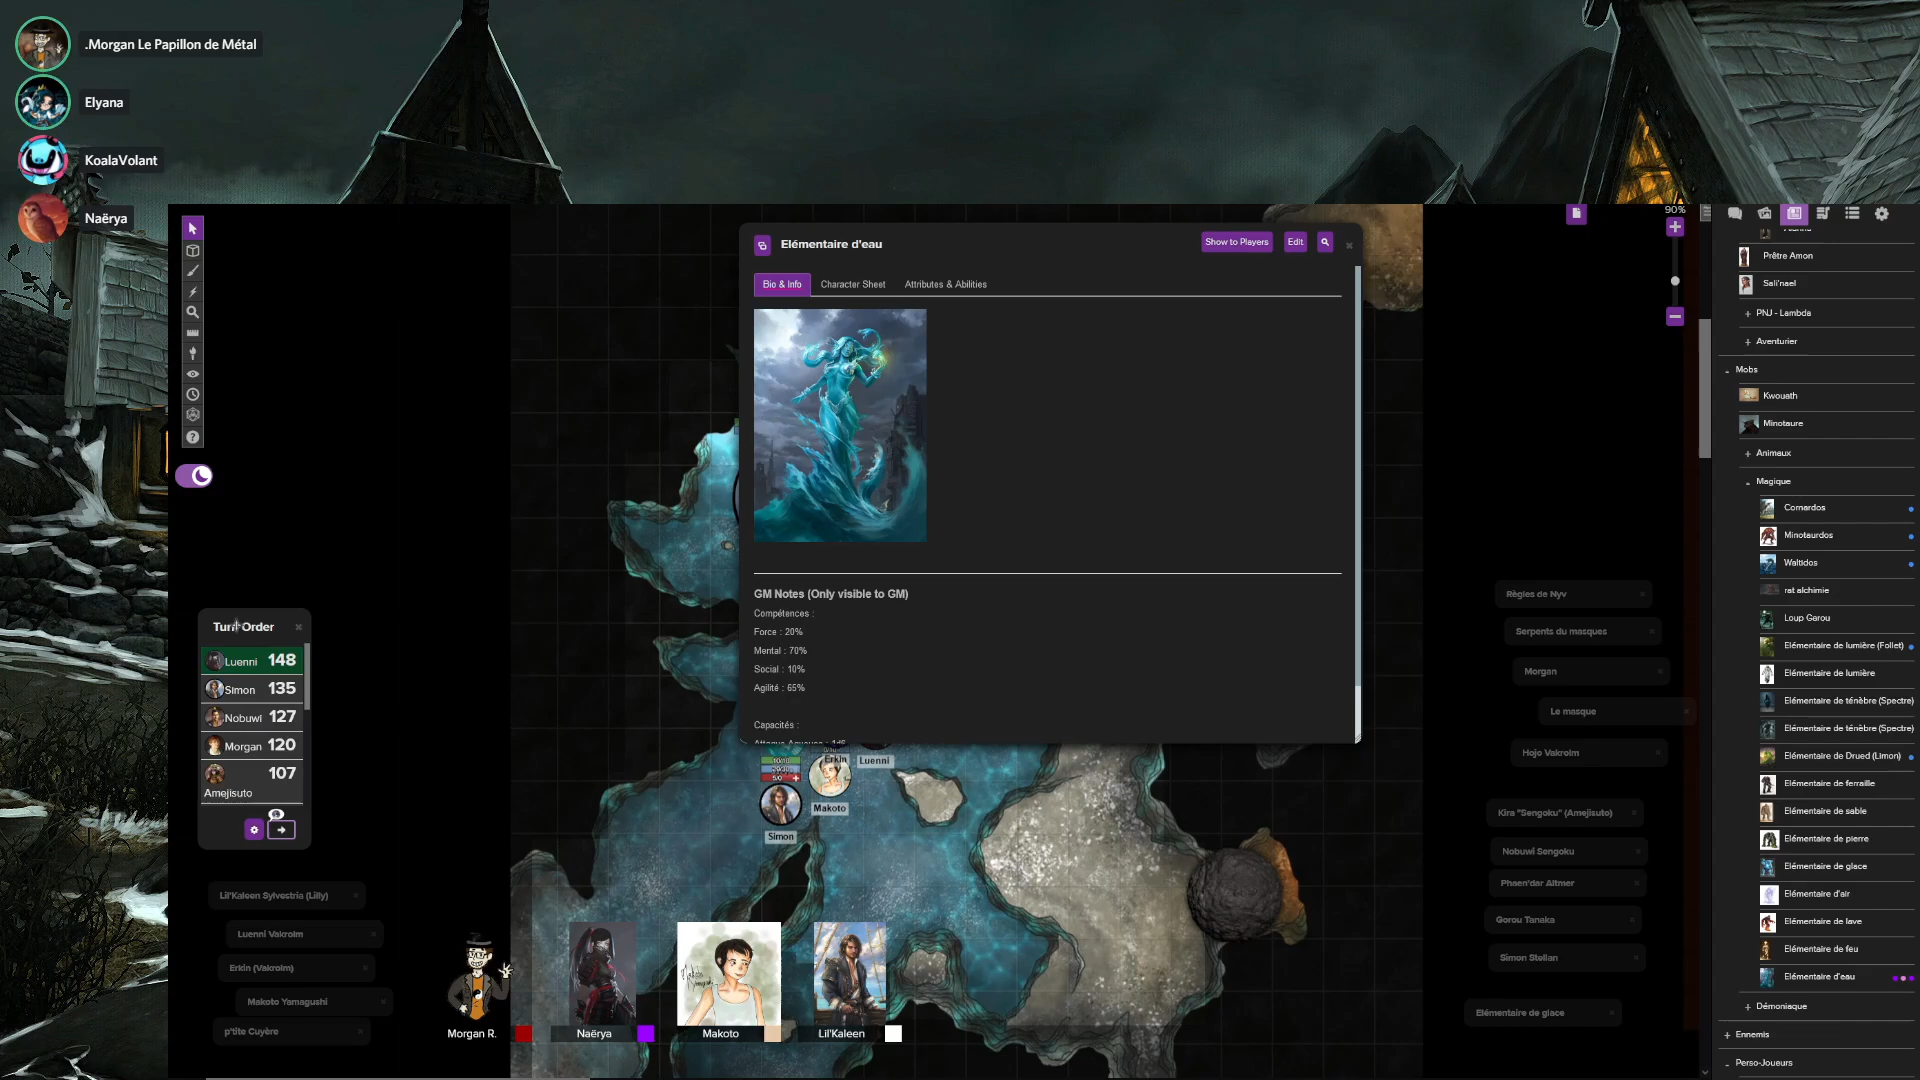 .Morgan Le Papillon de Métal
Elyana
KoalaVolant
Naërya
Elémentaire d'eau
Show to Players
Edit
Bio & Info
Character Sheet
Attributes & Abilities
GM Notes (Only visible to GM)
Compétences :
Force : 20%
Mental : 70%
Social : 10%
Agilité : 65%
Capacités :
Turn Order
Luenni 148
Simon 135
Nobuwi 127
Morgan 120
107
Amejisuto
Lil'Kaleen Sylvestria (Lilly)
Luenni Vakrolm
Erkin (Vakrolm)
Makoto Yamagushi
p'tite Cuyère
Erkin
Luenni
Makoto
Simon
Morgan R.
Naërya
Makoto
Lil'Kaleen
90%
Règles de Nyv
Serpents du masques
Morgan
Le masque
Hojo Vakrolm
Kira "Sengoku" (Amejisuto)
Nobuwi Sengoku
Phaen'dar Altmer
Gorou Tanaka
Simon Stellan
Elémentaire de glace
Prêtre Amon
Sali'nael
+ PNJ - Lambda
+ Aventurier
- Mobs
Kwouath
Minotaure
+ Animaux
- Magique
Cornardos
Minotaurdos
Waltidos
rat alchimie
Loup Garou
Elémentaire de lumière (Follet)
Elémentaire de lumière
Elémentaire de ténèbre (Spectre)
Elémentaire de ténèbre (Spectre)
Elémentaire de Drued (Limon)
Elémentaire de ferraille
Elémentaire de sable
Elémentaire de pierre
Elémentaire de glace
Elémentaire d'air
Elémentaire de lave
Elémentaire de feu
Elémentaire d'eau
+ Démoniaque
+ Ennemis
- Perso-Joueurs